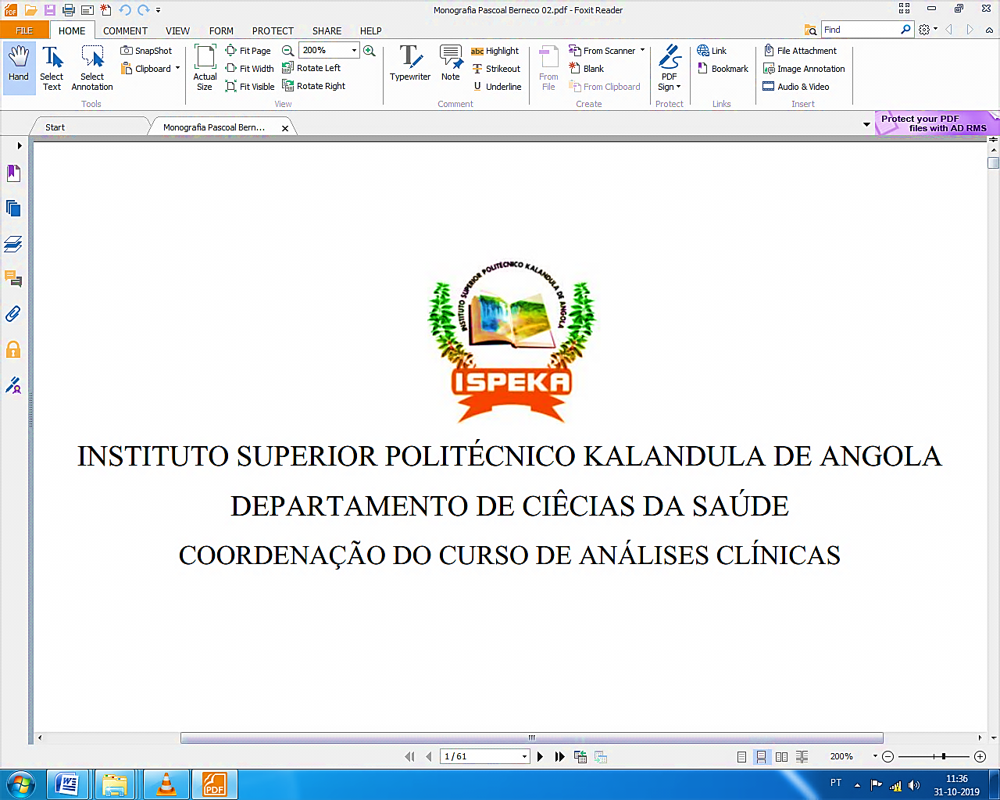 Monografia Pascoal Berneco 02.pdf - Foxit Reader
FILE HOME COMMENT VIEW FORM PROTECT SHARE HELP Find
Hand
Select Text
Select Annotation
SnapShot
Clipboard
Tools
Actual Size
Fit Page
Fit Width
Fit Visible
200%
Rotate Left
Rotate Right
View
Typewriter
Note
abc Highlight
Strikeout
Underline
Comment
From File
From Scanner
Blank
From Clipboard
Create
PDF Sign
Protect
Link
Bookmark
Links
File Attachment
Image Annotation
Audio & Video
Insert
Start
Monografia Pascoal Bern...
Protect your PDF
files with AD RMS
INSTITUTO SUPERIOR POLITÉCNICO KALANDULA DE ANGOLA
ISPEKA
INSTITUTO SUPERIOR POLITÉCNICO KALANDULA DE ANGOLA
DEPARTAMENTO DE CIÊCIAS DA SAÚDE
COORDENAÇÃO DO CURSO DE ANÁLISES CLÍNICAS
1 / 61
200%
PDF
PT
11:36
31-10-2019